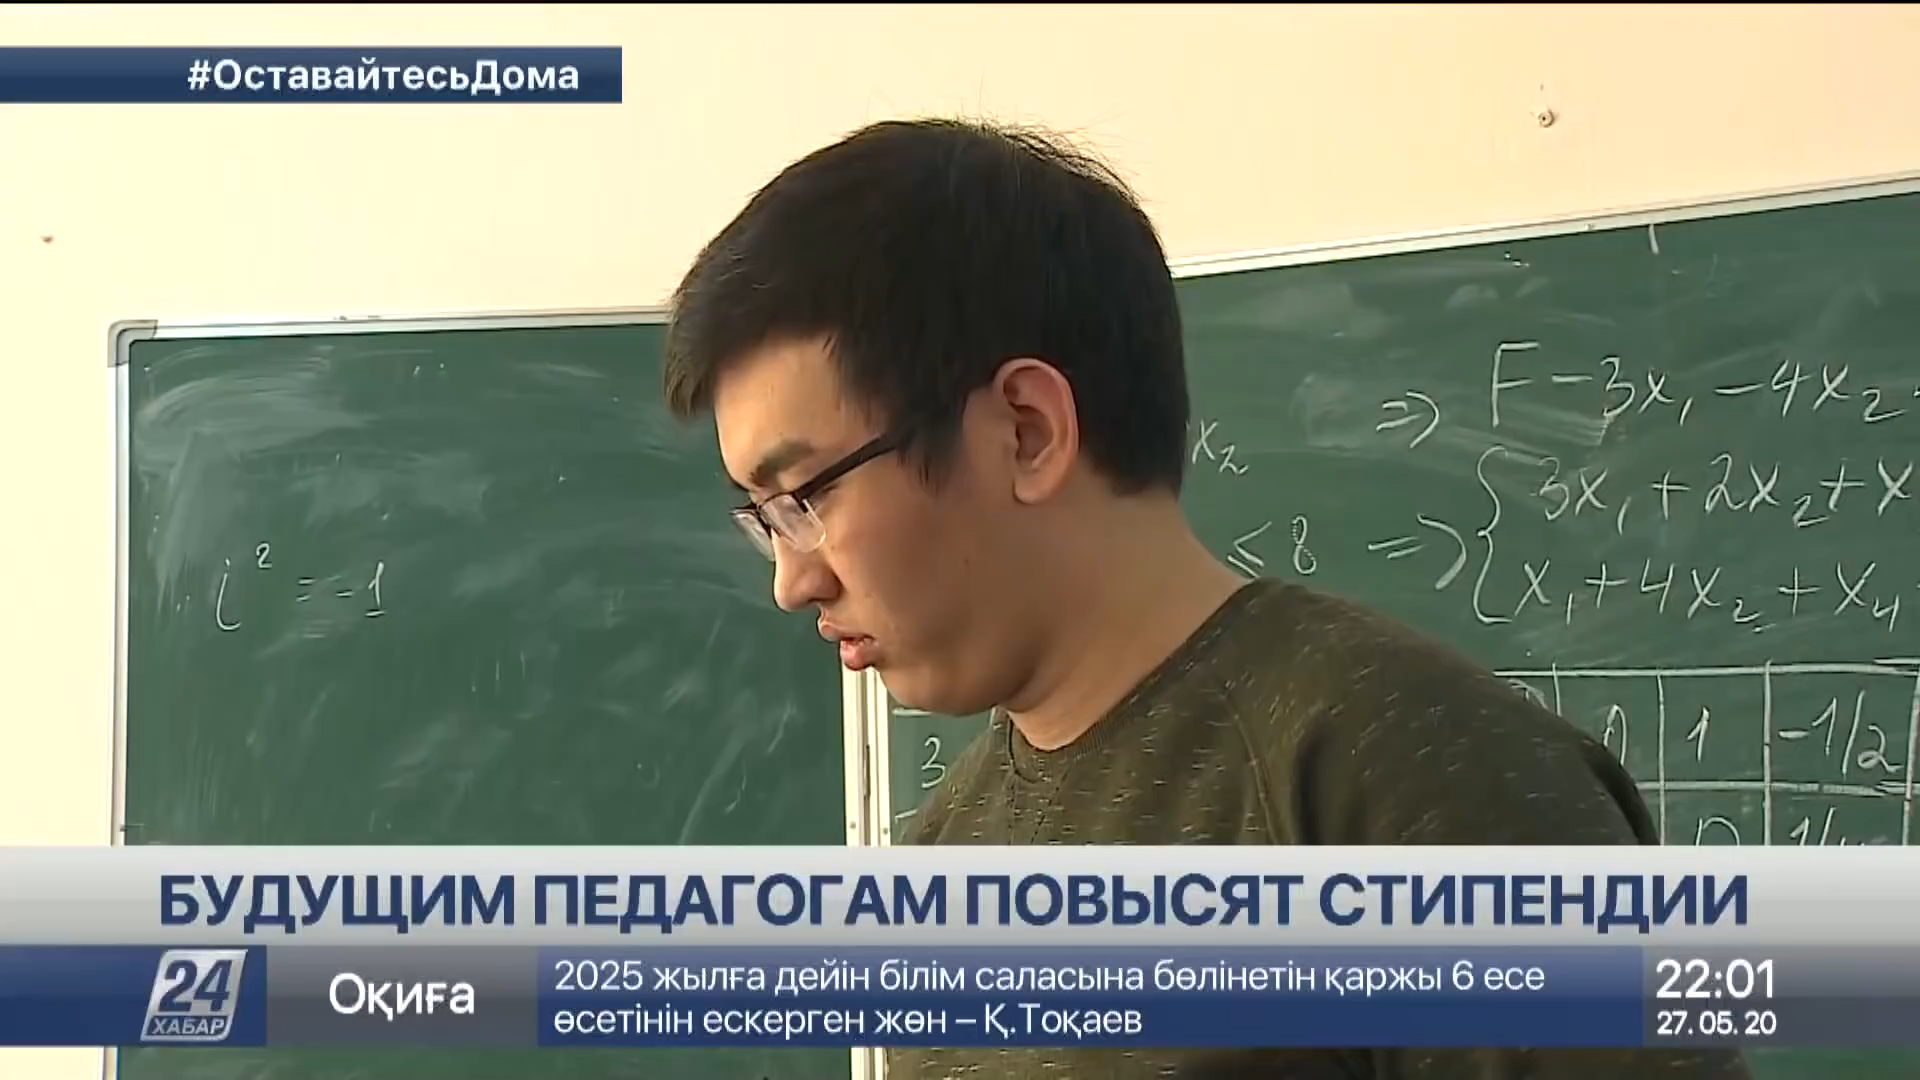 #ОставайтесьДома
F - 3x₁ - 4x₂
⇒
x₂
{ 3x₁ + 2x₂ + x
≤ 8 ⇒ { x₁ + 4x₂ + x₄
i² = -1
3
1 -1/2
БУДУЩИМ ПЕДАГОГАМ ПОВЫСЯТ СТИПЕНДИИ
24
ХАБАР
Оқиға
2025 жылға дейін білім саласына бөлінетін қаржы 6 есе
өсетінін ескерген жөн – Қ.Тоқаев
22:01
27.05.20